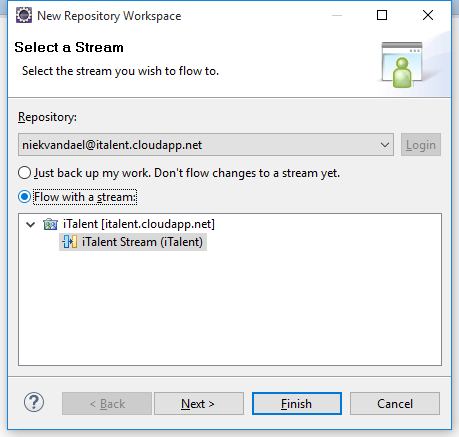 New Repository Workspace
Select a Stream
Select the stream you wish to flow to.
Repository:
niekvandael@italent.cloudapp.net
Login
Just back up my work. Don't flow changes to a stream yet.
Flow with a stream:
iTalent [italent.cloudapp.net]
iTalent Stream (iTalent)
?
< Back
Next >
Finish
Cancel